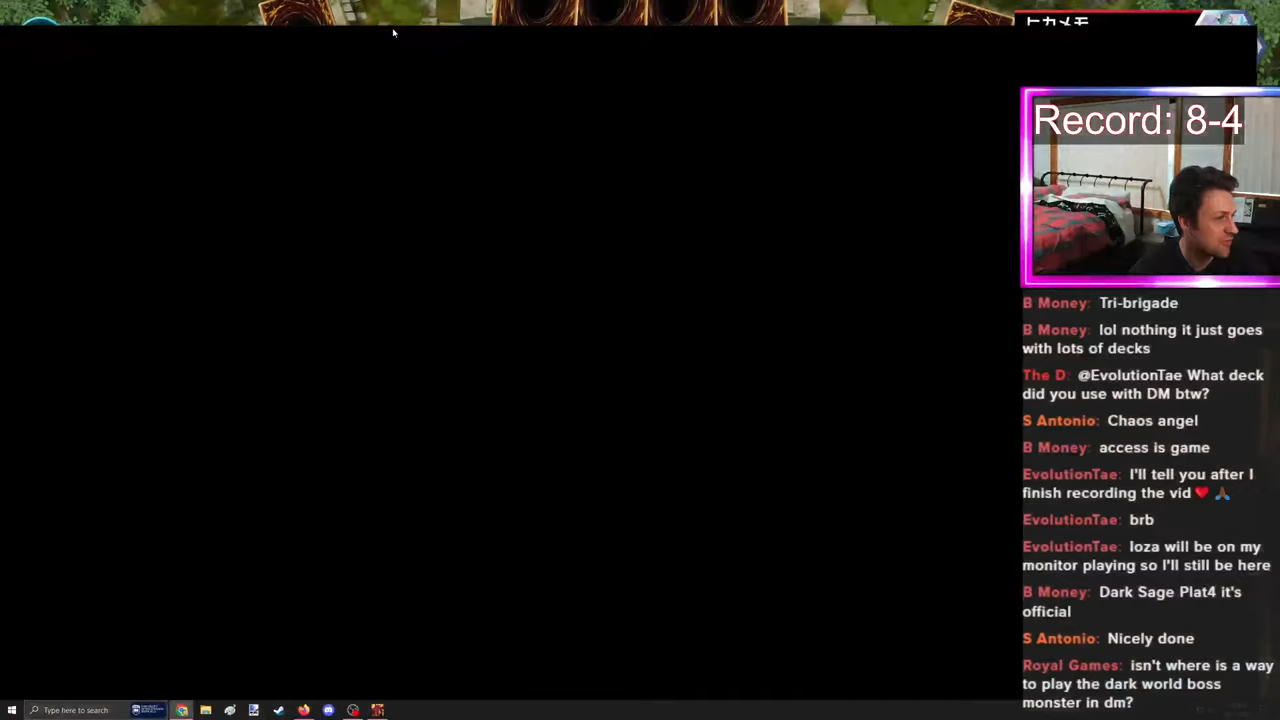 ヒカメモ
Record: 8-4
B Money: Tri-brigade
B Money: lol nothing it just goes
with lots of decks
The D: @EvolutionTae What deck
did you use with DM btw?
S Antonio: Chaos angel
B Money: access is game
EvolutionTae: I'll tell you after I
finish recording the vid❤️ 🙏🏾
EvolutionTae: brb
EvolutionTae: loza will be on my
monitor playing so I'll still be here
B Money: Dark Sage Plat4 it's
official
S Antonio: Nicely done
Royal Games: isn't where is a way
to play the dark world boss
monster in dm?
Type here to search